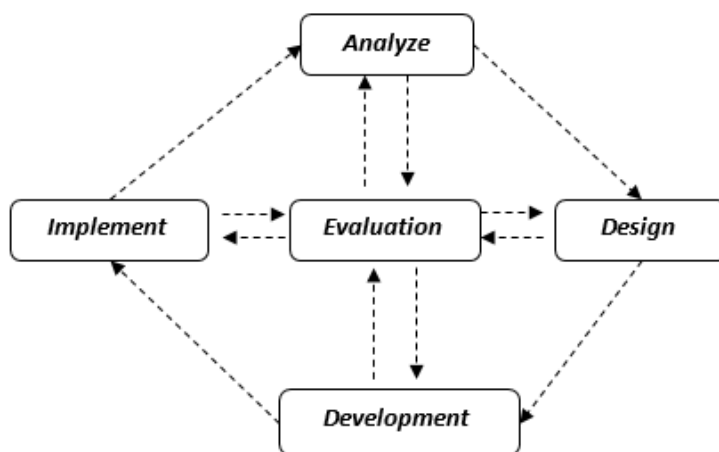 Analyze
Implement
Evaluation
Design
Development